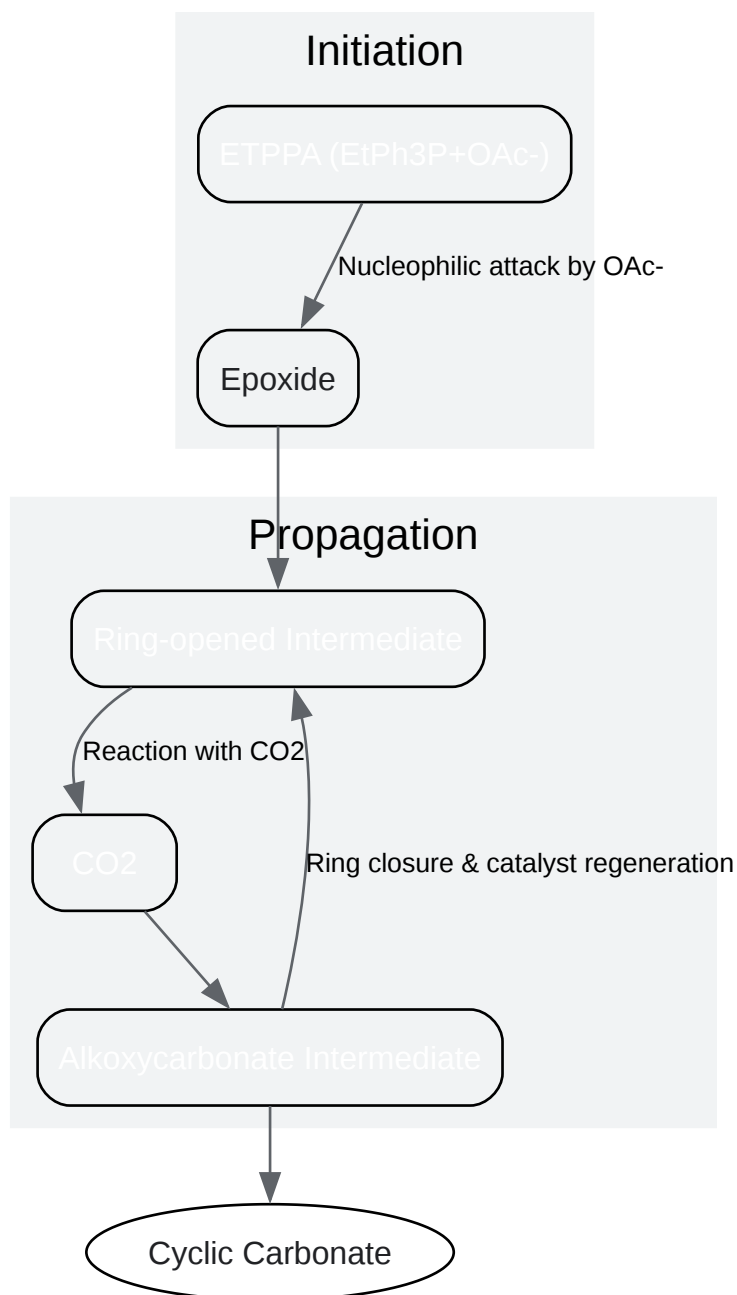 Initiation
ETPPA (EtPh3P+OAc-)
Nucleophilic attack by OAc-
Epoxide
Propagation
Ring-opened Intermediate
Reaction with CO2
CO2
Ring closure & catalyst regeneration
Alkoxycarbonate Intermediate
Cyclic Carbonate